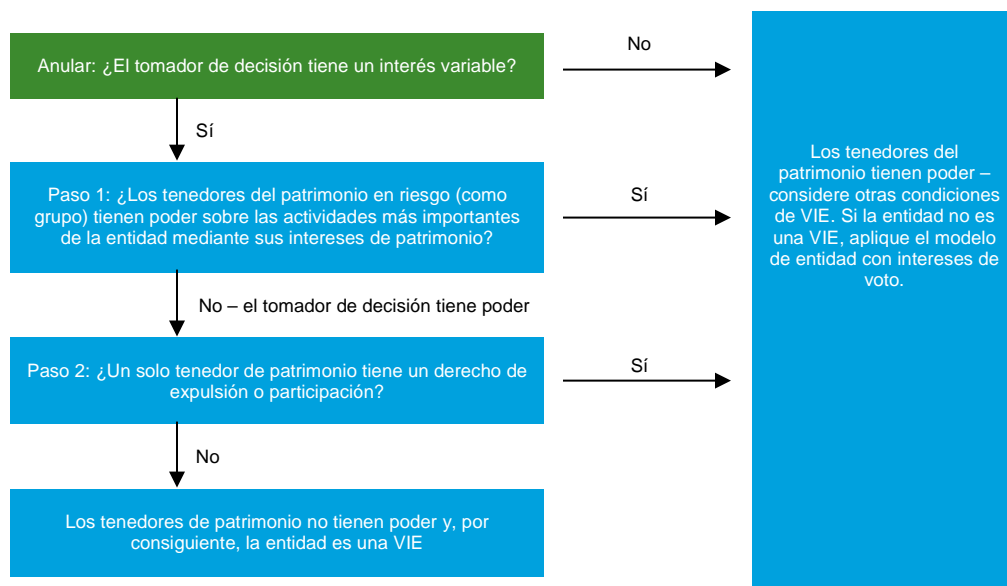 Anular: ¿El tomador de decisión tiene un interés variable?
No
Sí
Paso 1: ¿Los tenedores del patrimonio en riesgo (como
grupo) tienen poder sobre las actividades más importantes
de la entidad mediante sus intereses de patrimonio?
Sí
No – el tomador de decisión tiene poder
Paso 2: ¿Un solo tenedor de patrimonio tiene un derecho de
expulsión o participación?
Sí
No
Los tenedores de patrimonio no tienen poder y, por
consiguiente, la entidad es una VIE
Los tenedores del
patrimonio tienen poder –
considere otras condiciones
de VIE. Si la entidad no es
una VIE, aplique el modelo
de entidad con intereses de
voto.